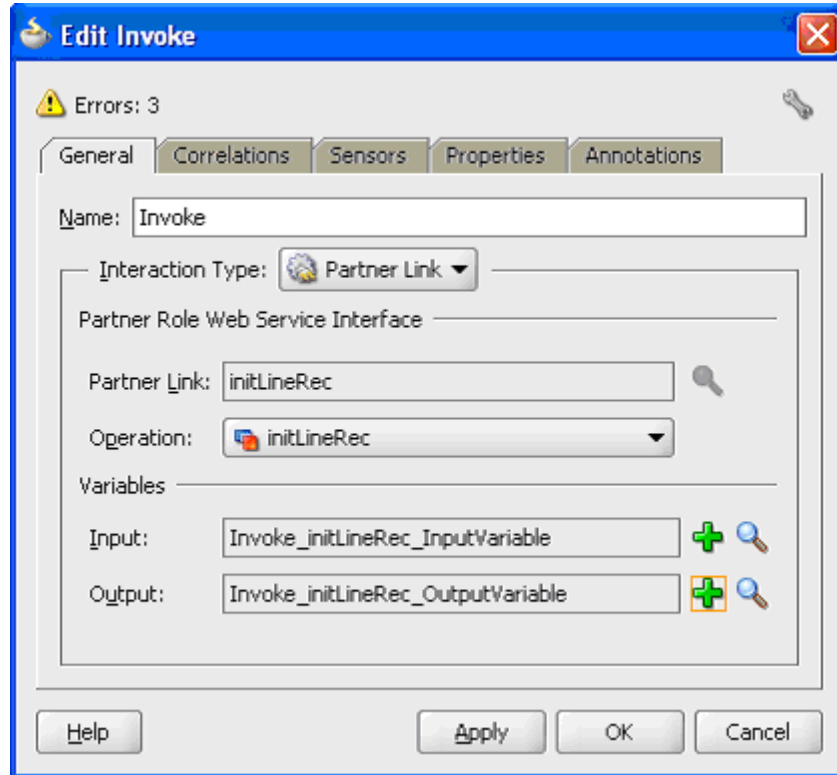 Edit Invoke
Errors: 3
General Correlations Sensors Properties Annotations
Name: Invoke
Interaction Type: Partner Link
Partner Role Web Service Interface
Partner Link: initLineRec
Operation: initLineRec
Variables
Input: Invoke_initLineRec_InputVariable
Output: Invoke_initLineRec_OutputVariable
Help Apply OK Cancel